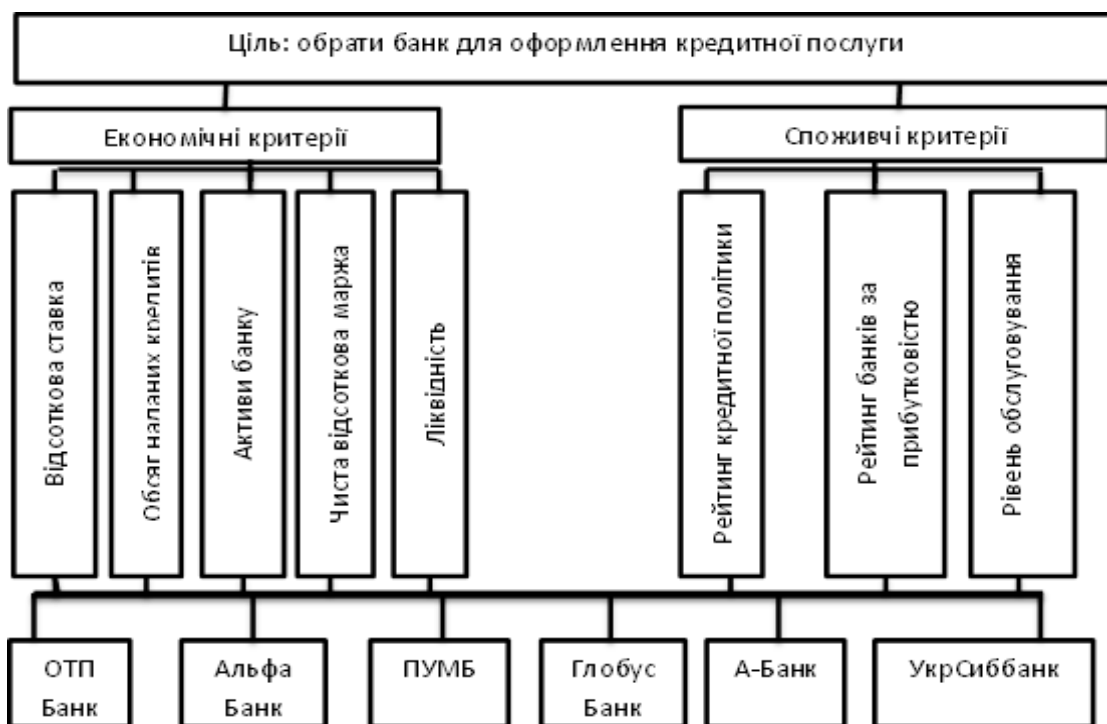 Ціль: обрати банк для оформлення кредитної послуги
Економічні критерії
Споживчі критерії
Відсоткова ставка
Обсяг наланих крелитів
Активи банку
Чиста відсоткова маржа
Ліквідність
Рейтинг кредитної політики
Рейтинг банків за
прибутковістю
Рівень обслуговування
ОТП
Банк
Альфа
Банк
ПУМБ
Глобус
Банк
А-Банк
УкрСиббанк